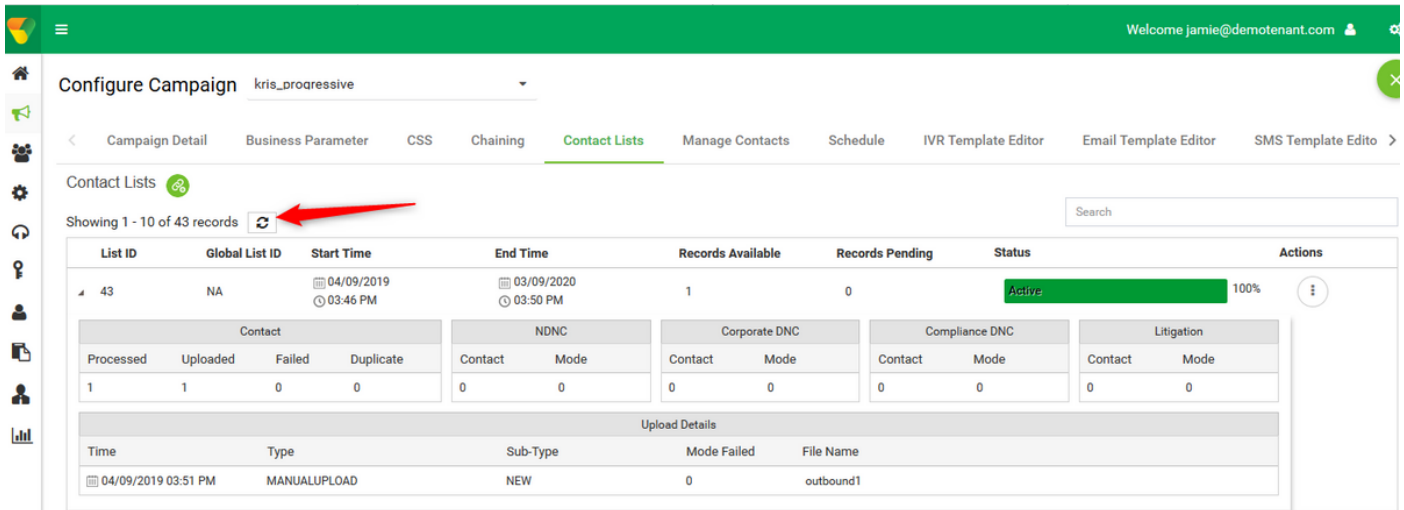 Welcome jamie@demotenant.com
Configure Campaign kris_progressive
Campaign Detail Business Parameter CSS Chaining Contact Lists Manage Contacts Schedule IVR Template Editor Email Template Editor SMS Template Edito
Contact Lists
Showing 1 - 10 of 43 records Search
List ID Global List ID Start Time End Time Records Available Records Pending Status Actions
43 NA 04/09/2019 03:46 PM 03/09/2020 03:50 PM 1 0 Active 100%
Contact NDNC Corporate DNC Compliance DNC Litigation
Processed Uploaded Failed Duplicate Contact Mode Contact Mode Contact Mode Contact Mode
1 1 0 0 0 0 0 0 0 0 0 0
Upload Details
Time Type Sub-Type Mode Failed File Name
04/09/2019 03:51 PM MANUALUPLOAD NEW 0 outbound1